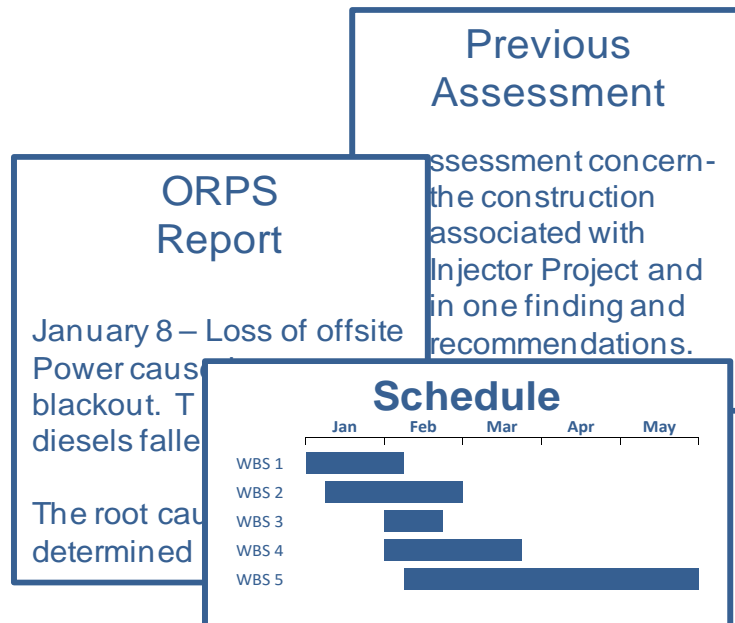 Previous
Assessment
ssessment concern-
the construction
associated with
Injector Project and
in one finding and
recommendations.
ORPS
Report
January 8 – Loss of offsite
Power caus
blackout. T
diesels falle
The root cau
determined
Schedule
Jan Feb Mar Apr May
WBS 1
WBS 2
WBS 3
WBS 4
WBS 5